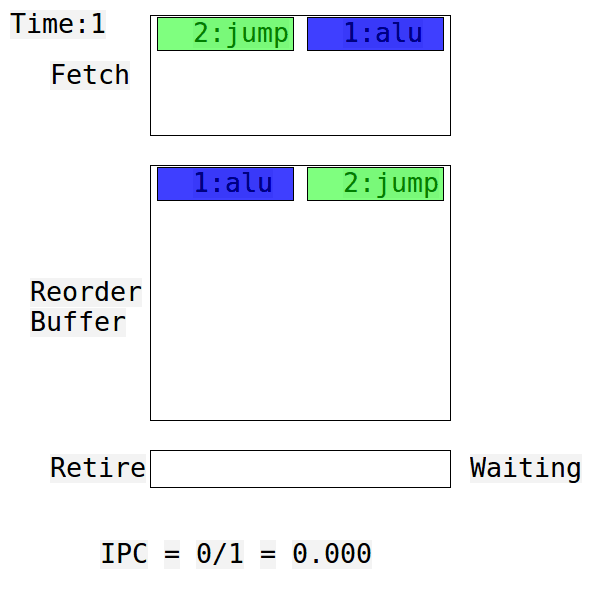 Time:1
2:jump 1:alu
Fetch
1:alu 2:jump
Reorder
Buffer
Retire Waiting
IPC = 0/1 = 0.000